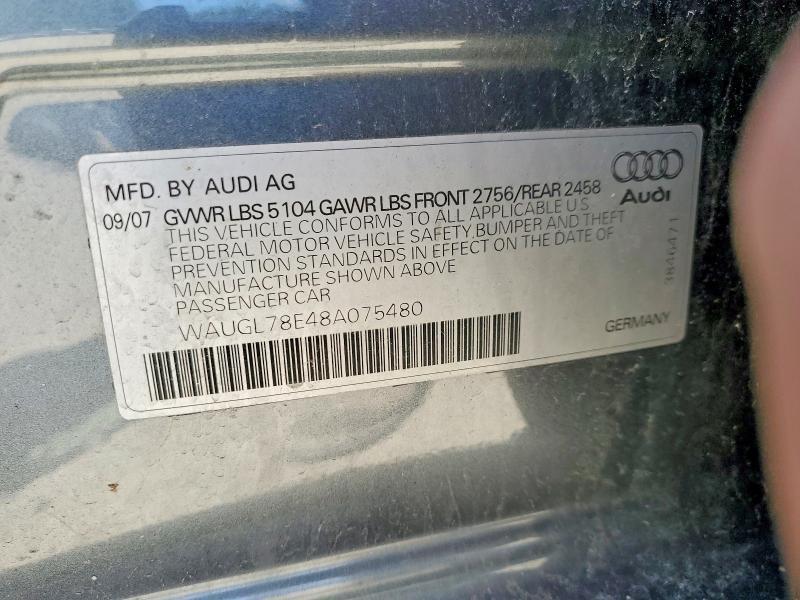 MFD. BY AUDI AG
09/07 GVWR LBS 5104 GAWR LBS FRONT 2756/REAR 2458
THIS VEHICLE CONFORMS TO ALL APPLICABLE U.S.
FEDERAL MOTOR VEHICLE SAFETY, BUMPER AND THEFT
PREVENTION STANDARDS IN EFFECT ON THE DATE OF
MANUFACTURE SHOWN ABOVE
PASSENGER CAR
WAUGL78E48A075480
Audi
3846471
GERMANY